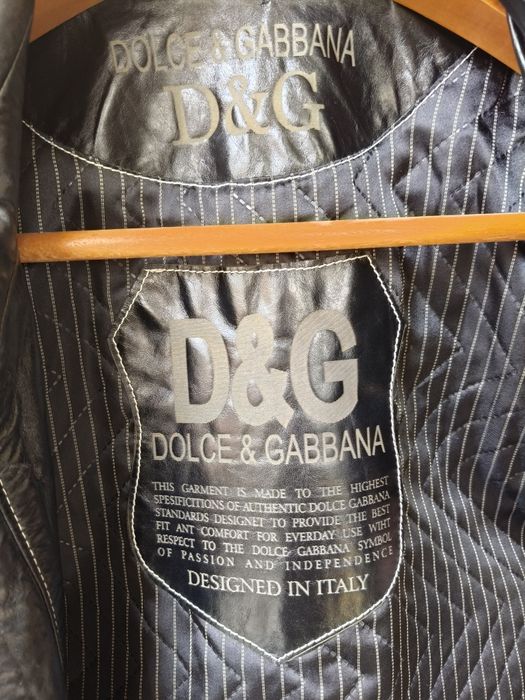 DOLCE & GABBANA
D&G
D&G
DOLCE & GABBANA
THIS GARMENT IS MADE TO THE HIGHEST
SPESIFICITIONS OF AUTHENTIC DOLCE GABBANA
STANDARDS DESIGNET TO PROVIDE THE BEST
FIT ANT COMFORT FOR EVERDAY USE WIHT
RESPECT TO THE DOLCE GABBANA SYMBOL
OF PASSION AND INDEPENDENCE
DESIGNED IN ITALY